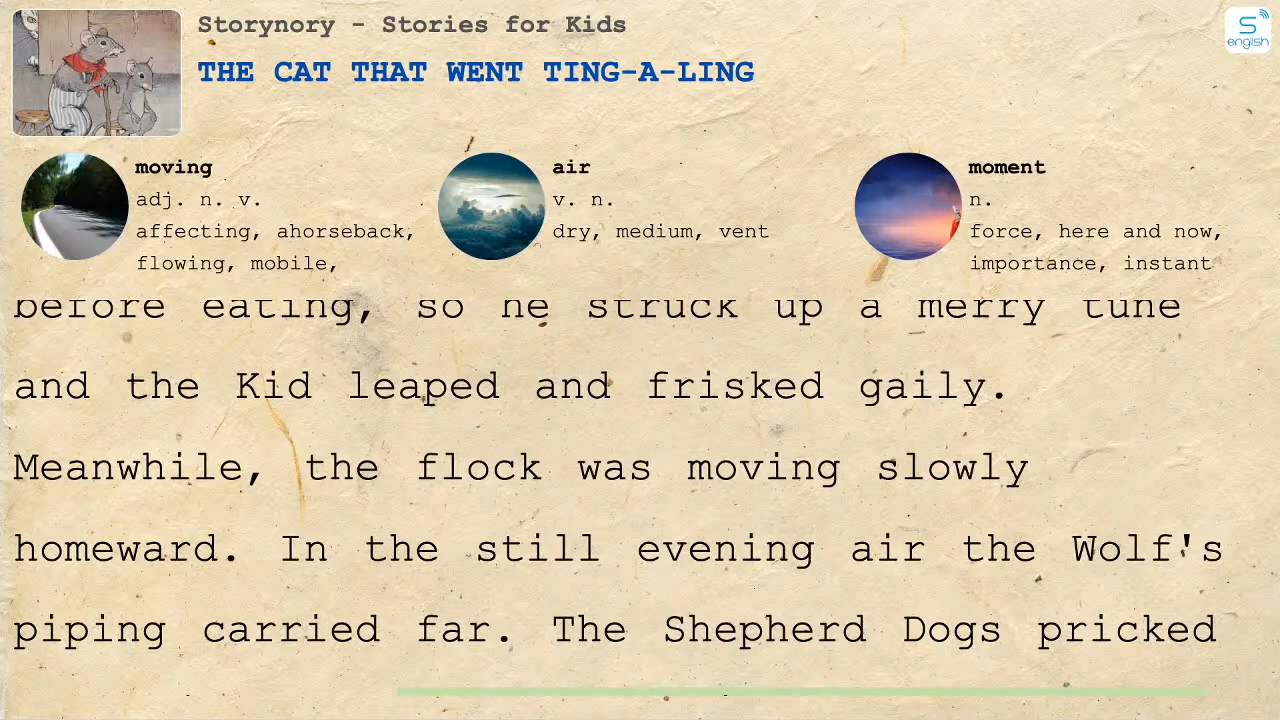 Storynory - Stories for Kids
THE CAT THAT WENT TING-A-LING
S
english
moving
adj. n. v.
affecting, ahorseback,
flowing, mobile,
air
v. n.
dry, medium, vent
moment
n.
force, here and now,
importance, instant
before eating, so he struck up a merry tune
and the Kid leaped and frisked gaily.
Meanwhile, the flock was moving slowly
homeward. In the still evening air the Wolf's
piping carried far. The Shepherd Dogs pricked